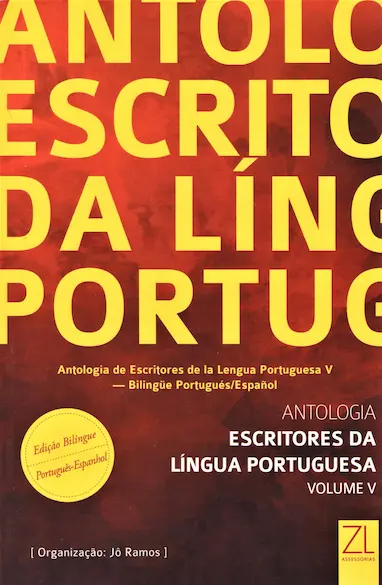 ANTOLO
ESCRITO
DA LÍNG
PORTUG
Antologia de Escritores de la Lengua Portuguesa V
— Bilingüe Portugués/Español
ANTOLOGIA
ESCRITORES DA
LÍNGUA PORTUGUESA
VOLUME V
Edição Bilíngue
Português-Espanhol
[ Organização: Jô Ramos ]
ZL
ASSESSORIAS